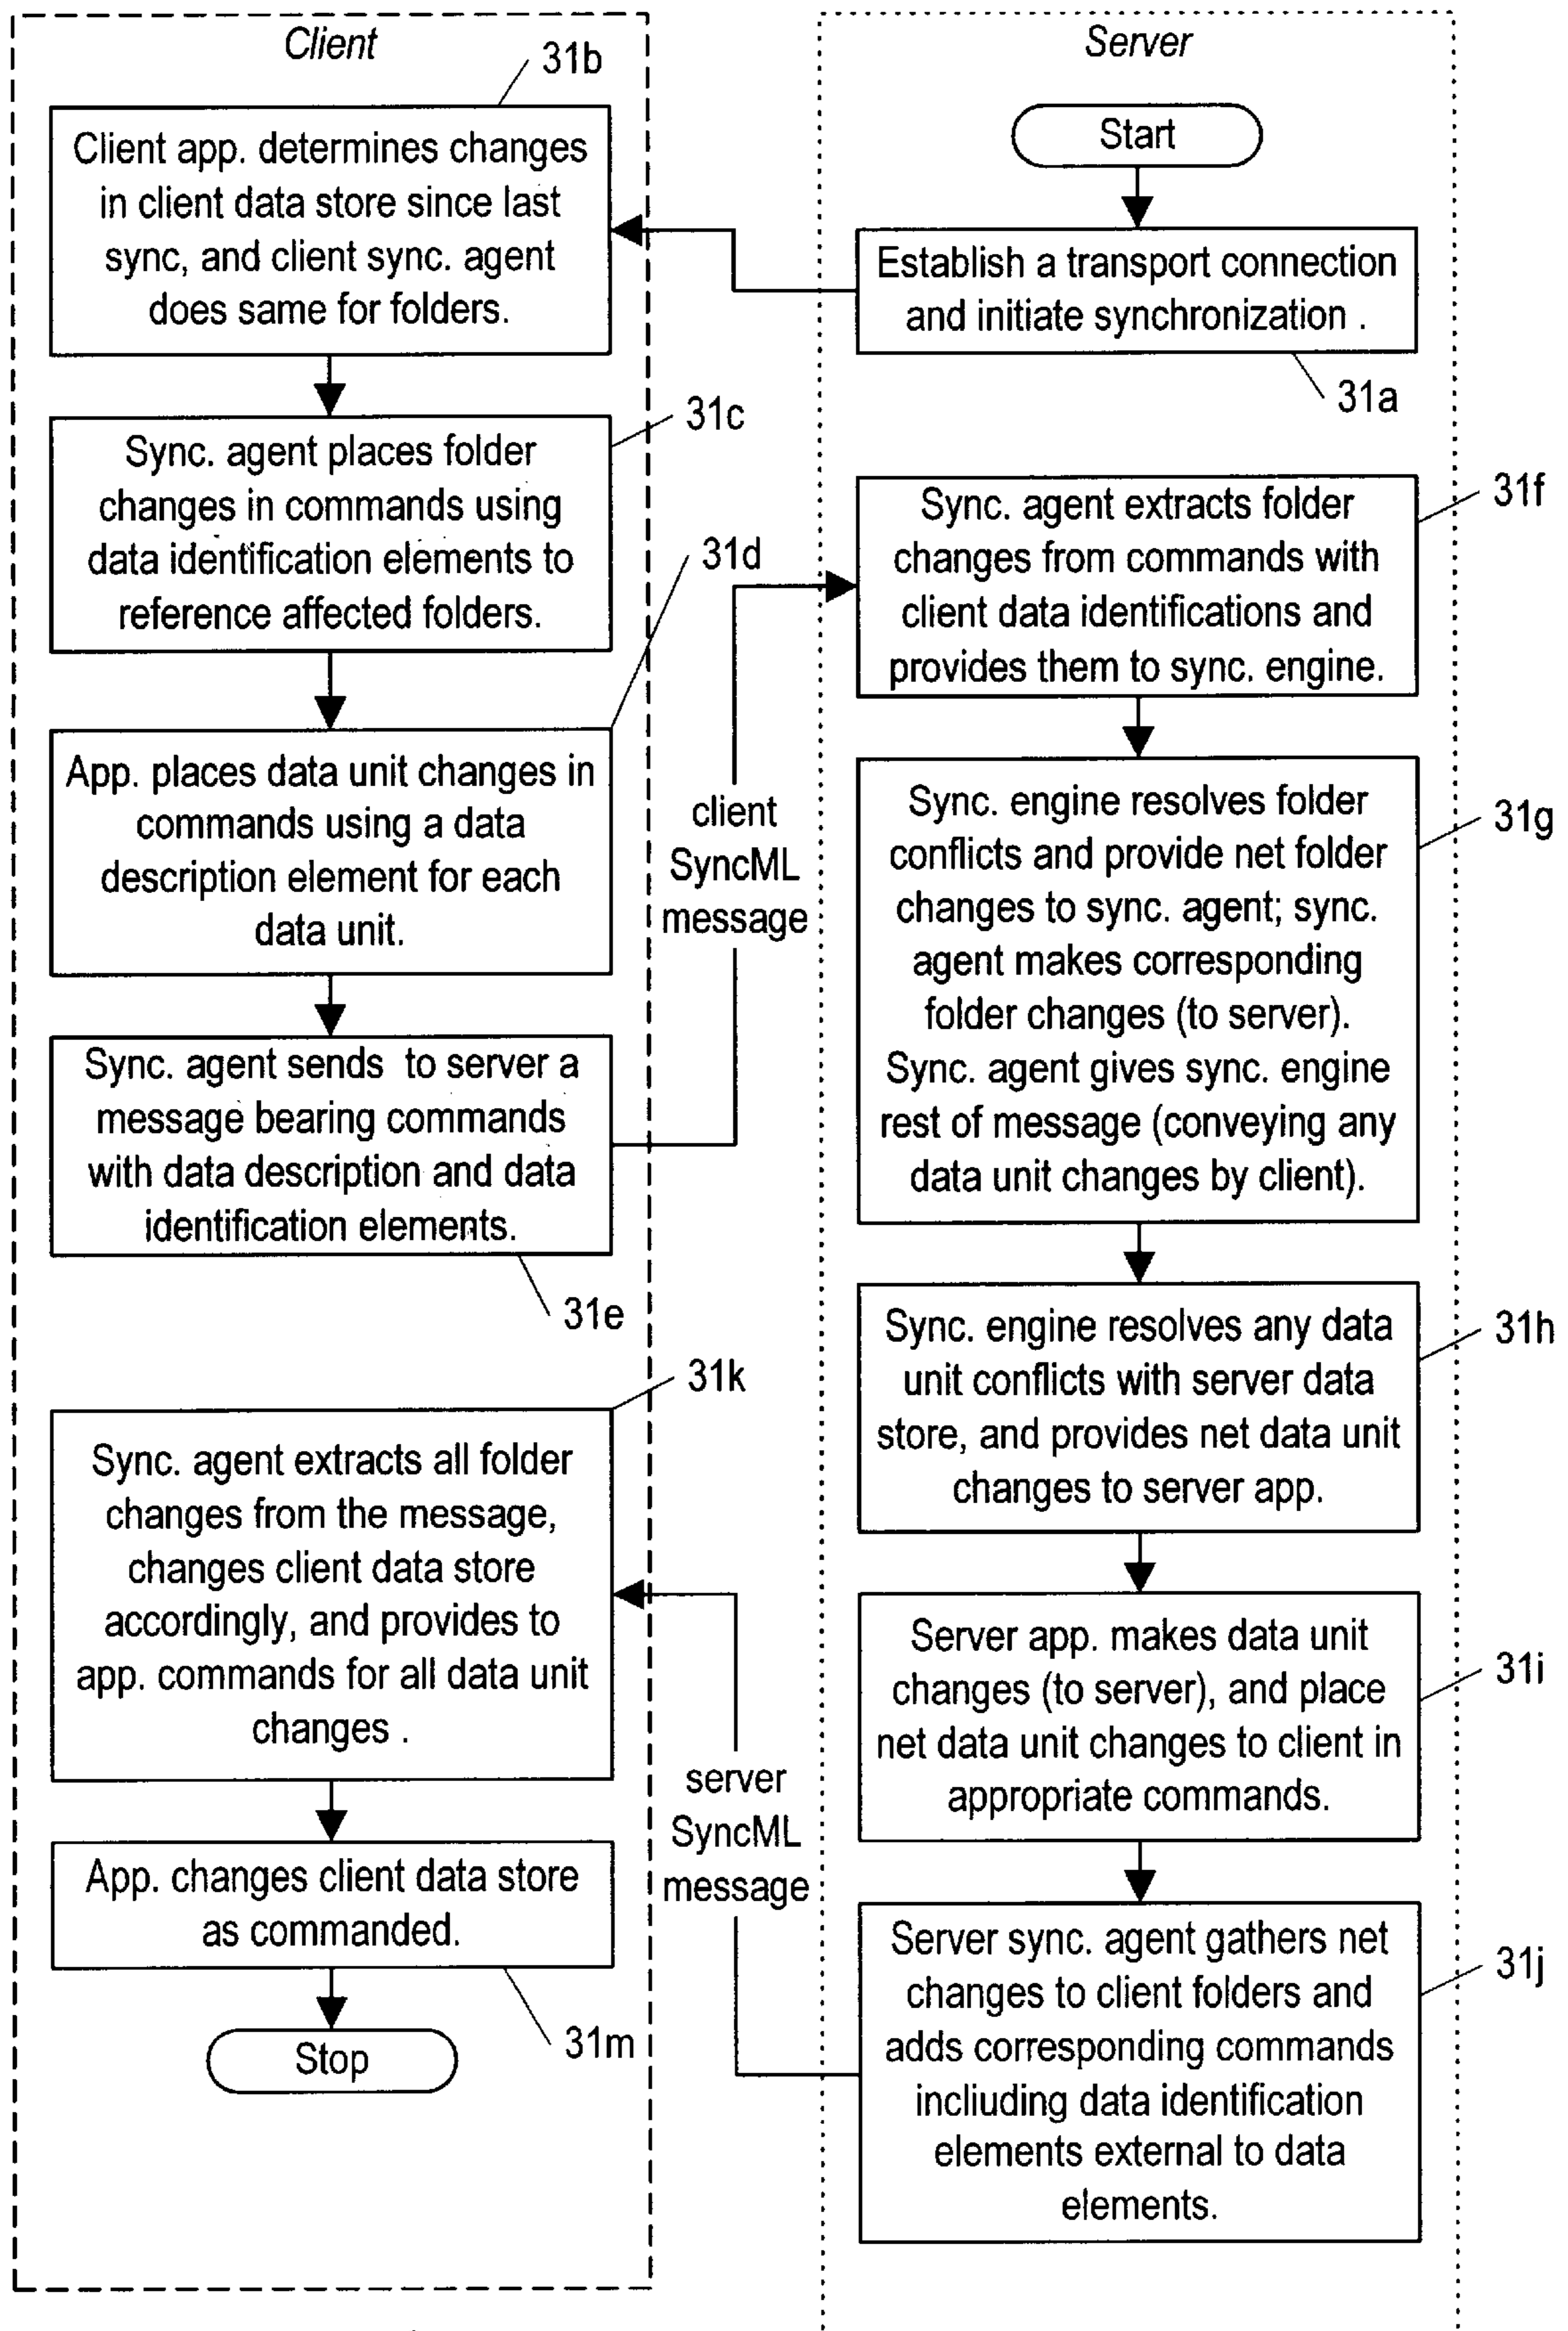 Client
31b
Client app. determines changes
in client data store since last
sync, and client sync. agent
does same for folders.
31c
Sync. agent places folder
changes in commands using
data identification elements to
reference affected folders.
31d
App. places data unit changes in
commands using a data
description element for each
data unit.
Sync. agent sends to server a
message bearing commands
with data description and data
identification elements.
31e
31k
Sync. agent extracts all folder
changes from the message,
changes client data store
accordingly, and provides to
app. commands for all data unit
changes .
App. changes client data store
as commanded.
31m
Stop
client
SyncML
message
server
SyncML
message
Server
Start
Establish a transport connection
and initiate synchronization .
31a
31f
Sync. agent extracts folder
changes from commands with
client data identifications and
provides them to sync. engine.
31g
Sync. engine resolves folder
conflicts and provide net folder
changes to sync. agent; sync.
agent makes corresponding
folder changes (to server).
Sync. agent gives sync. engine
rest of message (conveying any
data unit changes by client).
31h
Sync. engine resolves any data
unit conflicts with server data
store, and provides net data unit
changes to server app.
31i
Server app. makes data unit
changes (to server), and place
net data unit changes to client in
appropriate commands.
31j
Server sync. agent gathers net
changes to client folders and
adds corresponding commands
incliuding data identification
elements external to data
elements.